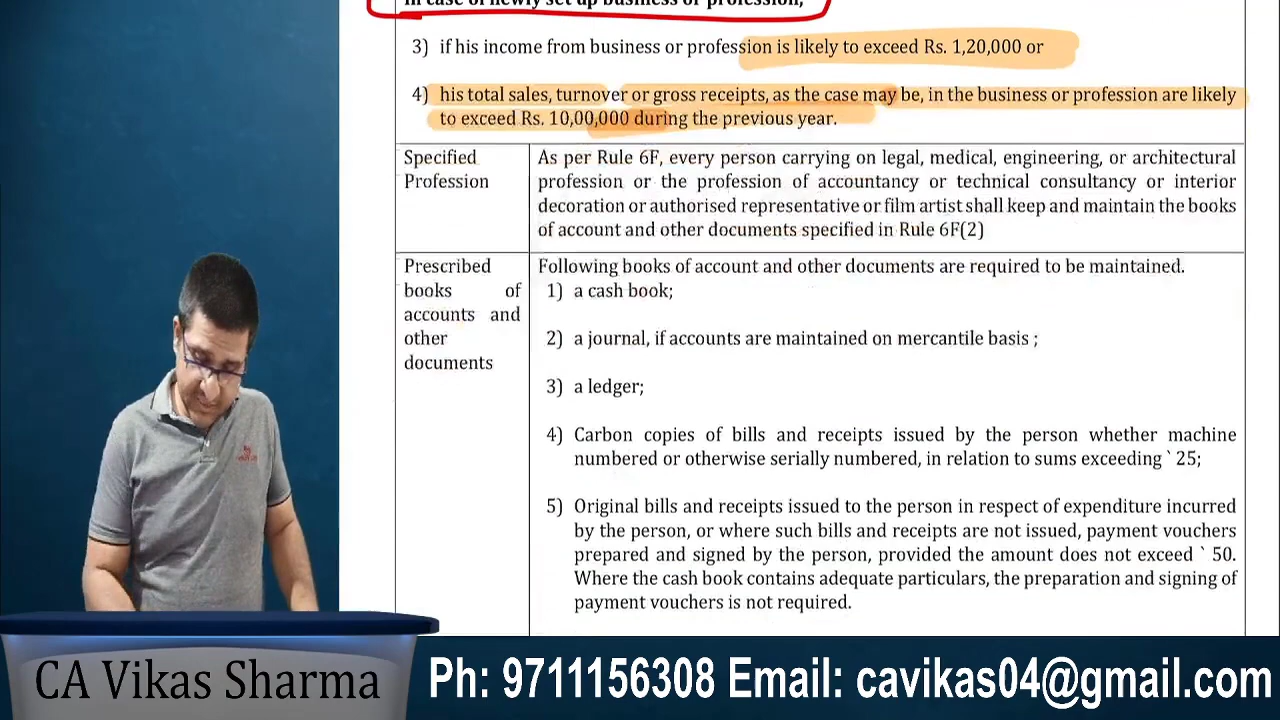 in case of newly set up business or profession,
3) if his income from business or profession is likely to exceed Rs. 1,20,000 or
4) his total sales, turnover or gross receipts, as the case may be, in the business or profession are likely
to exceed Rs. 10,00,000 during the previous year.
Specified
Profession
As per Rule 6F, every person carrying on legal, medical, engineering, or architectural
profession or the profession of accountancy or technical consultancy or interior
decoration or authorised representative or film artist shall keep and maintain the books
of account and other documents specified in Rule 6F(2)
Prescribed
books of
accounts and
other
documents
Following books of account and other documents are required to be maintained.
1) a cash book;
2) a journal, if accounts are maintained on mercantile basis ;
3) a ledger;
4) Carbon copies of bills and receipts issued by the person whether machine
numbered or otherwise serially numbered, in relation to sums exceeding ` 25;
5) Original bills and receipts issued to the person in respect of expenditure incurred
by the person, or where such bills and receipts are not issued, payment vouchers
prepared and signed by the person, provided the amount does not exceed ` 50.
Where the cash book contains adequate particulars, the preparation and signing of
payment vouchers is not required.
CA Vikas Sharma
Ph: 9711156308 Email: cavikas04@gmail.com